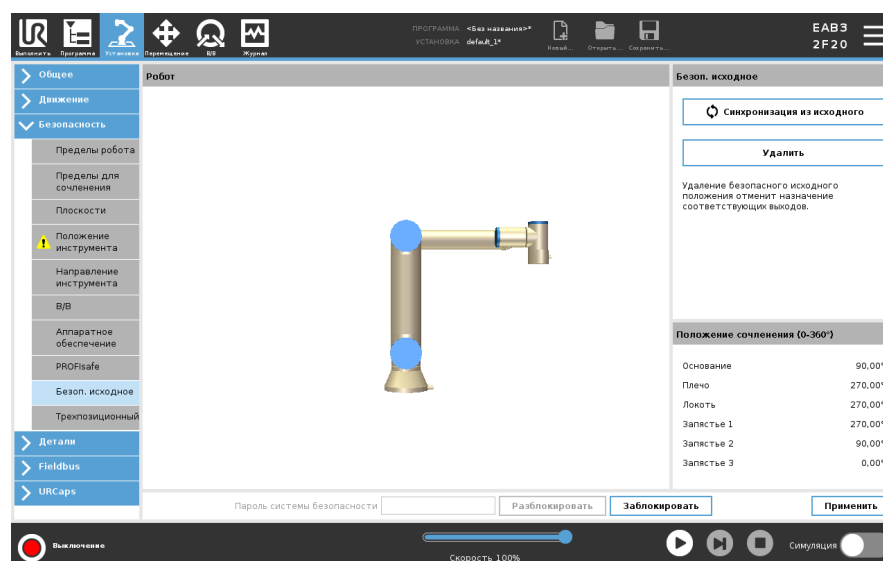 ПРОГРАММА <Без названия>*
УСТАНОВКА default_1*
EAB3
2F20
Выполнить
Программа
Установка
Перемещение
В/В
Журнал
Новый...
Открыть...
Сохранить...
Общее
Движение
Безопасность
Пределы робота
Пределы для
сочленения
Плоскости
Положение
инструмента
Направление
инструмента
В/В
Аппаратное
обеспечение
PROFIsafe
Безоп. исходное
Трехпозиционный
Детали
Fieldbus
URCaps
Робот
Безоп. исходное
Синхронизация из исходного
Удалить
Удаление безопасного исходного
положения отменит назначение
соответствующих выходов.
Положение сочленения (0-360°)
Основание 90,00°
Плечо 270,00°
Локоть 270,00°
Запястье 1 270,00°
Запястье 2 90,00°
Запястье 3 0,00°
Пароль системы безопасности
Разблокировать
Заблокировать
Применить
Выключение
Скорость 100%
Симуляция